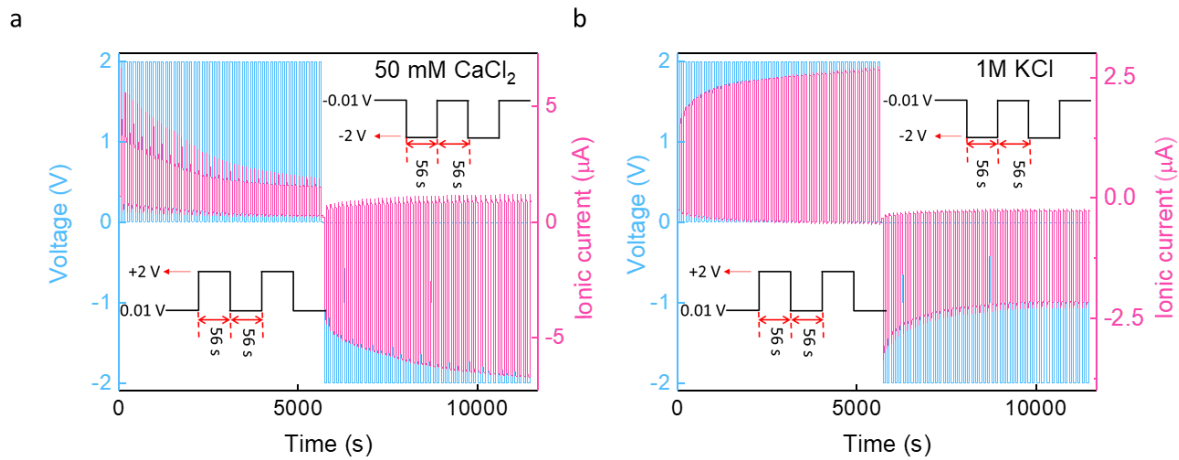 a
50 mM CaCl₂
-0.01 V
-2 V
56 s
56 s
+2 V
0.01 V
56 s
56 s
2
1
0
-1
-2
Voltage (V)
5
0
-5
Ionic current (μA)
0
5000
10000
Time (s)
b
1M KCl
-0.01 V
-2 V
56 s
56 s
+2 V
0.01 V
56 s
56 s
2
1
0
-1
-2
Voltage (V)
2.5
0.0
-2.5
Ionic current (μA)
0
5000
10000
Time (s)